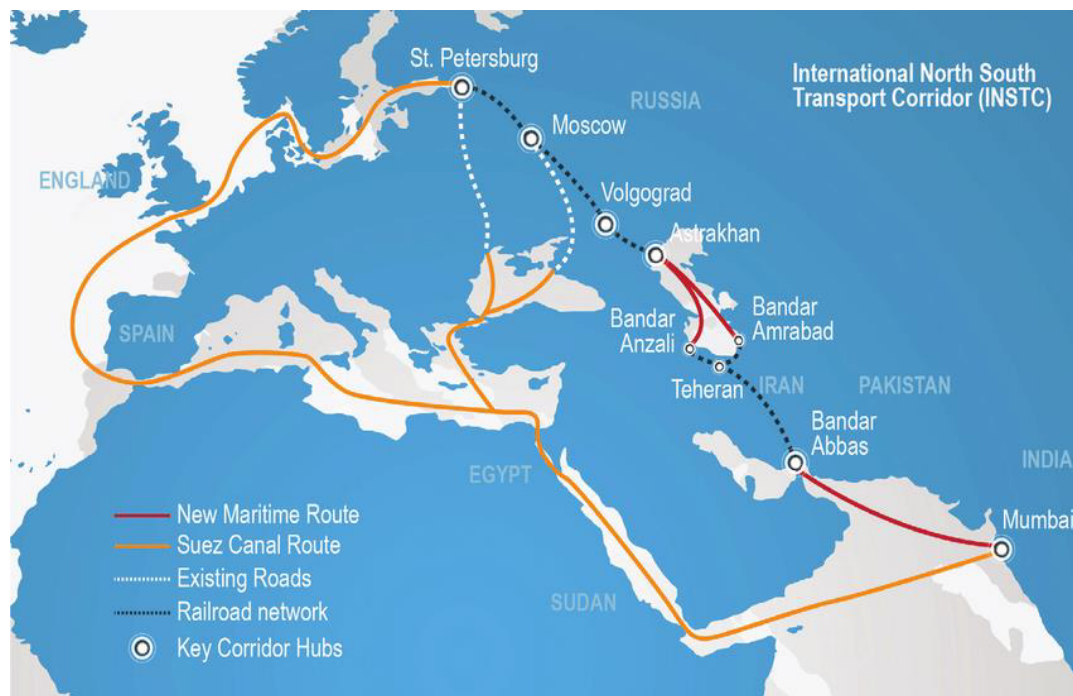 St. Petersburg
International North South
Transport Corridor (INSTC)
RUSSIA
Moscow
ENGLAND
Volgograd
Astrakhan
SPAIN
Bandar
Anzali
Bandar
Amrabad
Teheran
IRAN
PAKISTAN
Bandar
Abbas
EGYPT
INDIA
New Maritime Route
Mumbai
Suez Canal Route
Existing Roads
SUDAN
Railroad network
Key Corridor Hubs